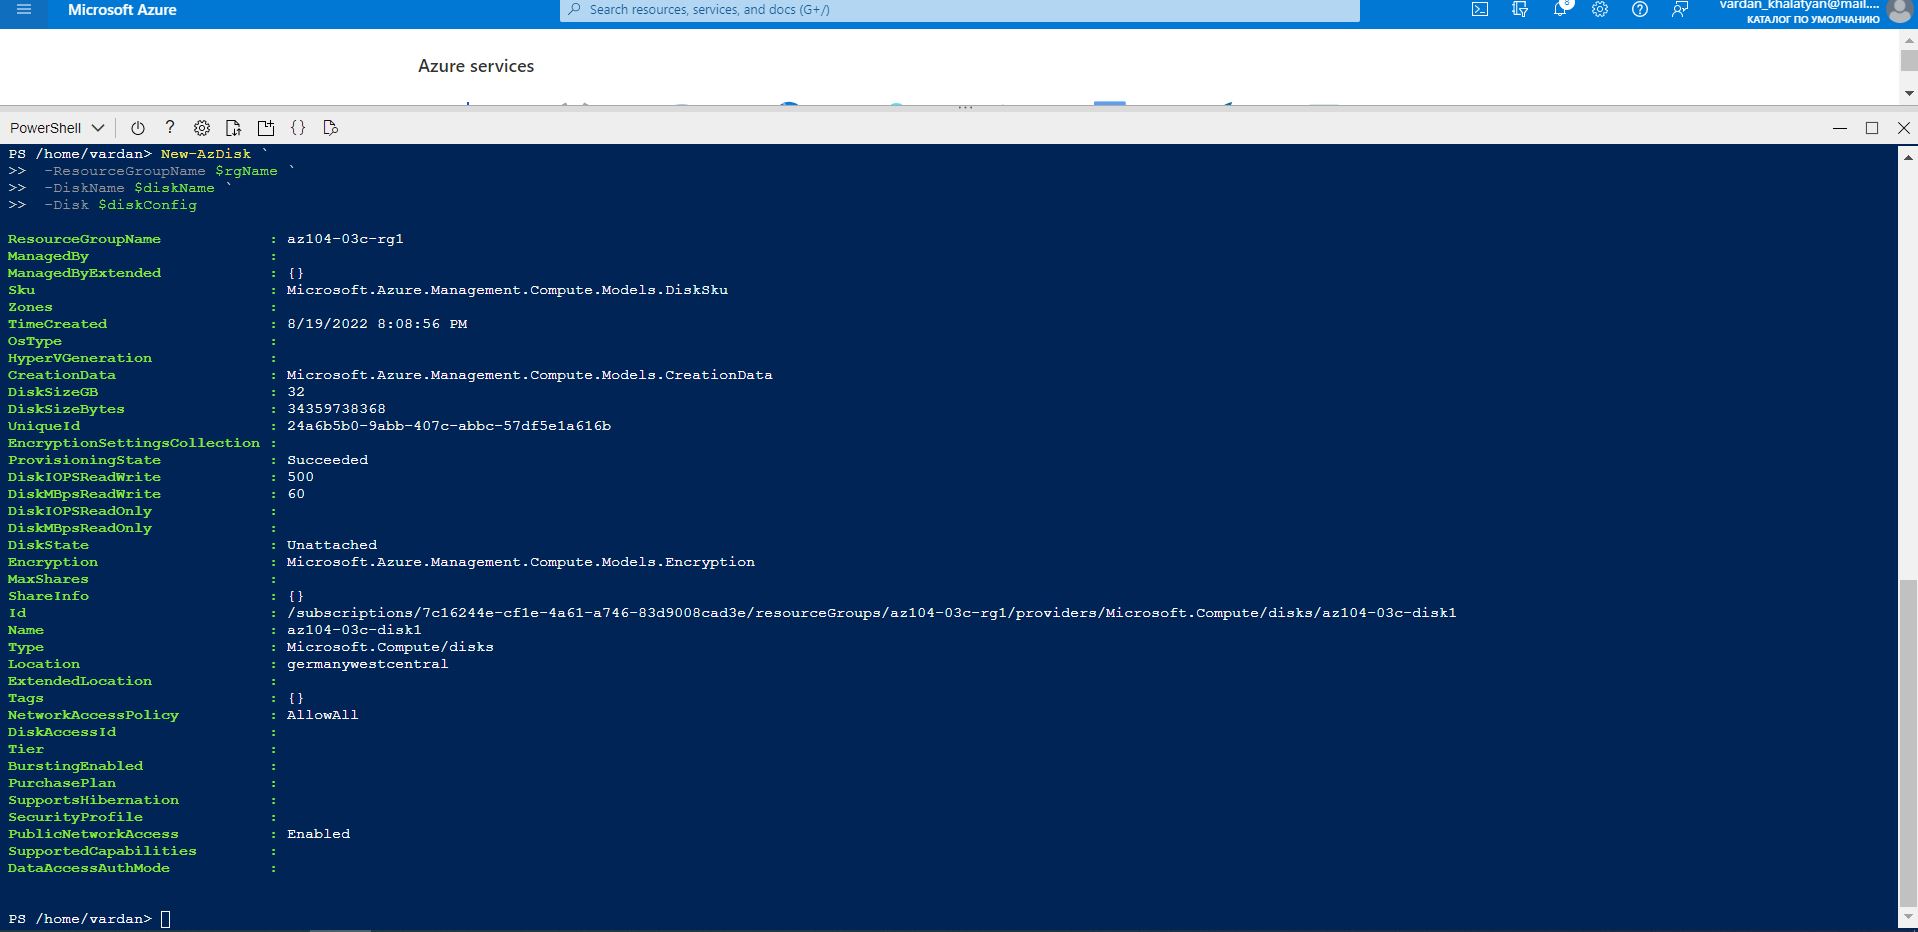 Microsoft Azure
Search resources, services, and docs (G+/)
vardan_khalatyan@mail....
КАТАЛОГ ПО УМОЛЧАНИЮ
Azure services
PowerShell
PS /home/vardan> New-AzDisk `
>>  -ResourceGroupName $rgName `
>>  -DiskName $diskName `
>>  -Disk $diskConfig
ResourceGroupName            : az104-03c-rg1
ManagedBy                    :
ManagedByExtended            : {}
Sku                          : Microsoft.Azure.Management.Compute.Models.DiskSku
Zones                        :
TimeCreated                  : 8/19/2022 8:08:56 PM
OsType                       :
HyperVGeneration             :
CreationData                 : Microsoft.Azure.Management.Compute.Models.CreationData
DiskSizeGB                   : 32
DiskSizeBytes                : 34359738368
UniqueId                     : 24a6b5b0-9abb-407c-abbc-57df5e1a616b
EncryptionSettingsCollection :
ProvisioningState            : Succeeded
DiskIOPSReadWrite            : 500
DiskMBpsReadWrite            : 60
DiskIOPSReadOnly             :
DiskMBpsReadOnly             :
DiskState                    : Unattached
Encryption                   : Microsoft.Azure.Management.Compute.Models.Encryption
MaxShares                    :
ShareInfo                    : {}
Id                           : /subscriptions/7c16244e-cf1e-4a61-a746-83d9008cad3e/resourceGroups/az104-03c-rg1/providers/Microsoft.Compute/disks/az104-03c-disk1
Name                         : az104-03c-disk1
Type                         : Microsoft.Compute/disks
Location                     : germanywestcentral
ExtendedLocation             :
Tags                         : {}
NetworkAccessPolicy          : AllowAll
DiskAccessId                 :
Tier                         :
BurstingEnabled              :
PurchasePlan                 :
SupportsHibernation          :
SecurityProfile              :
PublicNetworkAccess          : Enabled
SupportedCapabilities        :
DataAccessAuthMode           :
PS /home/vardan>